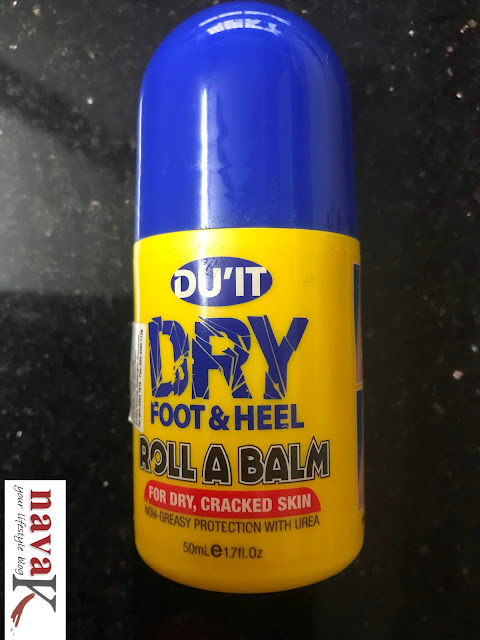 DU'IT
DRY
FOOT & HEEL
ROLL A BALM
FOR DRY, CRACKED SKIN
NON-GREASY PROTECTION WITH UREA
50mL e 1.7fl.Oz
navaK
your lifestyle blog